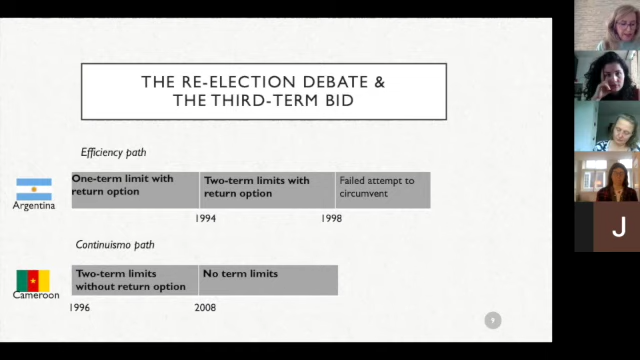 THE RE-ELECTION DEBATE &
THE THIRD-TERM BID
Efficiency path
One-term limit with
return option
Two-term limits with
return option
Failed attempt to
circumvent
Argentina
1994
1998
Continuismo path
Two-term limits
without return option
No term limits
Cameroon
1996
2008
9
J